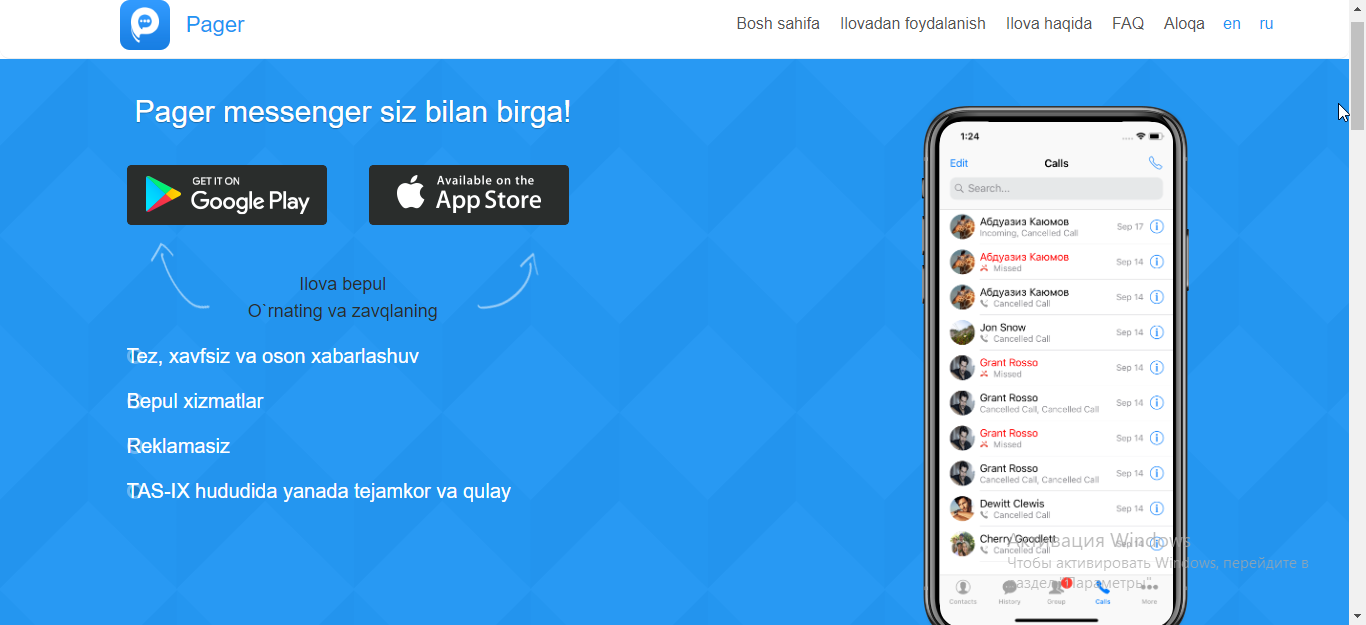 Pager
Bosh sahifa Ilovadan foydalanish Ilova haqida FAQ Aloqa en ru
Pager messenger siz bilan birga!
GET IT ON
Google Play
Available on the
App Store
Ilova bepul
O`rnating va zavqlaning
Tez, xavfsiz va oson xabarlashuv
Bepul xizmatlar
Reklamasiz
TAS-IX hududida yanada tejamkor va qulay
1:24
Edit Calls
Search...
Абдуазиз Каюмов
Incoming, Cancelled Call
Sep 17
Абдуазиз Каюмов
Missed
Sep 14
Абдуазиз Каюмов
Cancelled Call
Sep 14
Jon Snow
Cancelled Call
Sep 14
Grant Rosso
Missed
Sep 14
Grant Rosso
Cancelled Call, Cancelled Call
Sep 14
Grant Rosso
Missed
Sep 14
Grant Rosso
Cancelled Call, Cancelled Call
Sep 14
Dewitt Clewis
Cancelled Call
Sep 14
Cherry Goodlett
Cancelled Call
Sep 14
Активация Windows
Чтобы активировать Windows, перейдите в
раздел "Параметры".
1
Contacts History Group Calls More